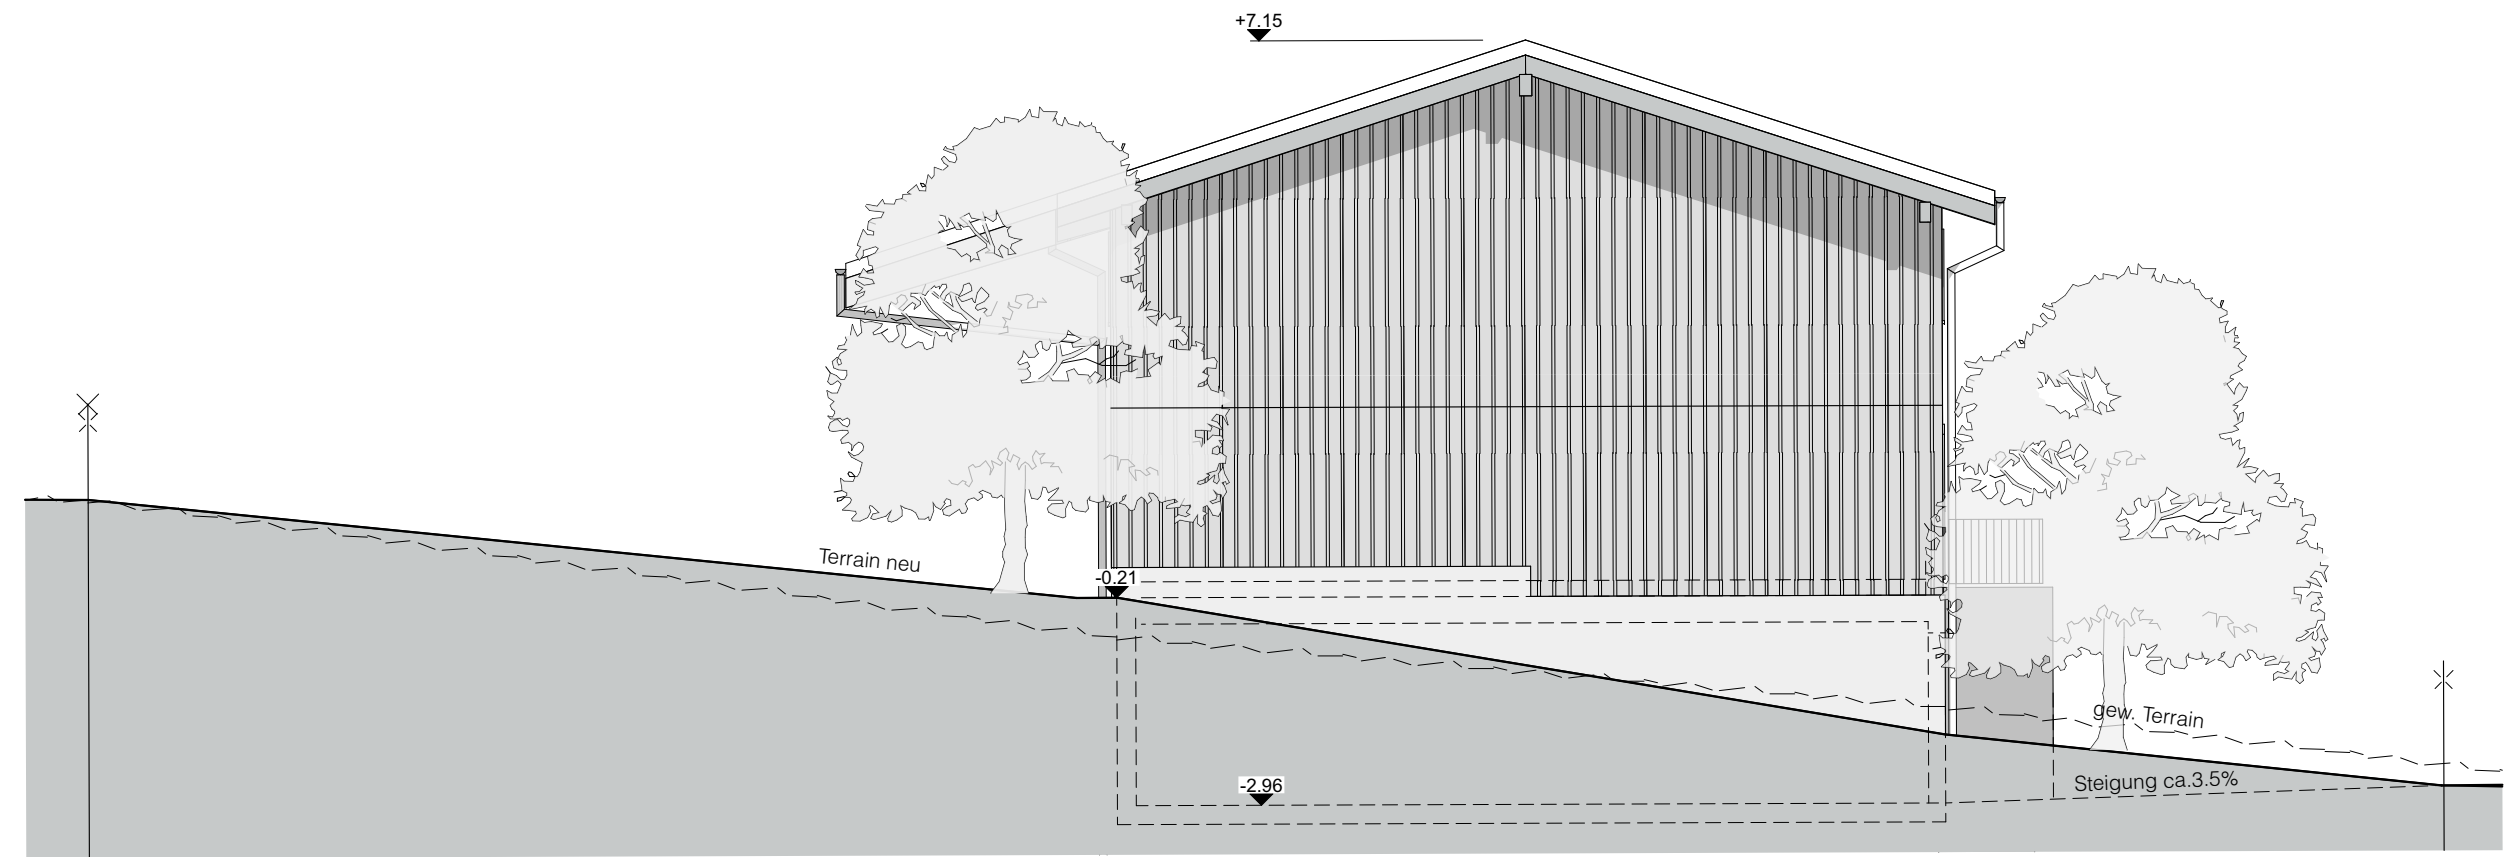 +7.15
Terrain neu
-0.21
gew. Terrain
-2.96
Steigung ca.3.5%